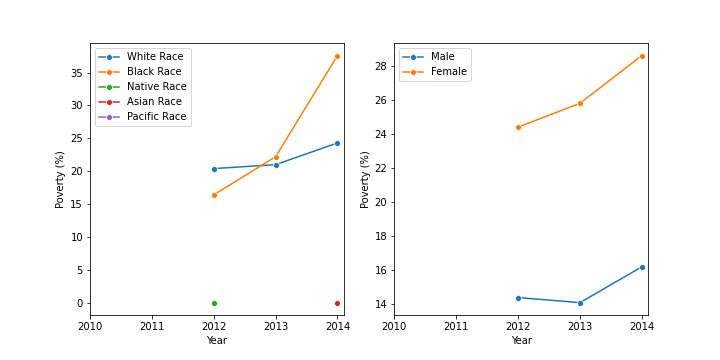 White Race
Black Race
Native Race
Asian Race
Pacific Race
35
30
25
20
15
10
5
0
Poverty (%)
2010 2011 2012 2013 2014
Year
Male
Female
28
26
24
22
20
18
16
14
Poverty (%)
2010 2011 2012 2013 2014
Year